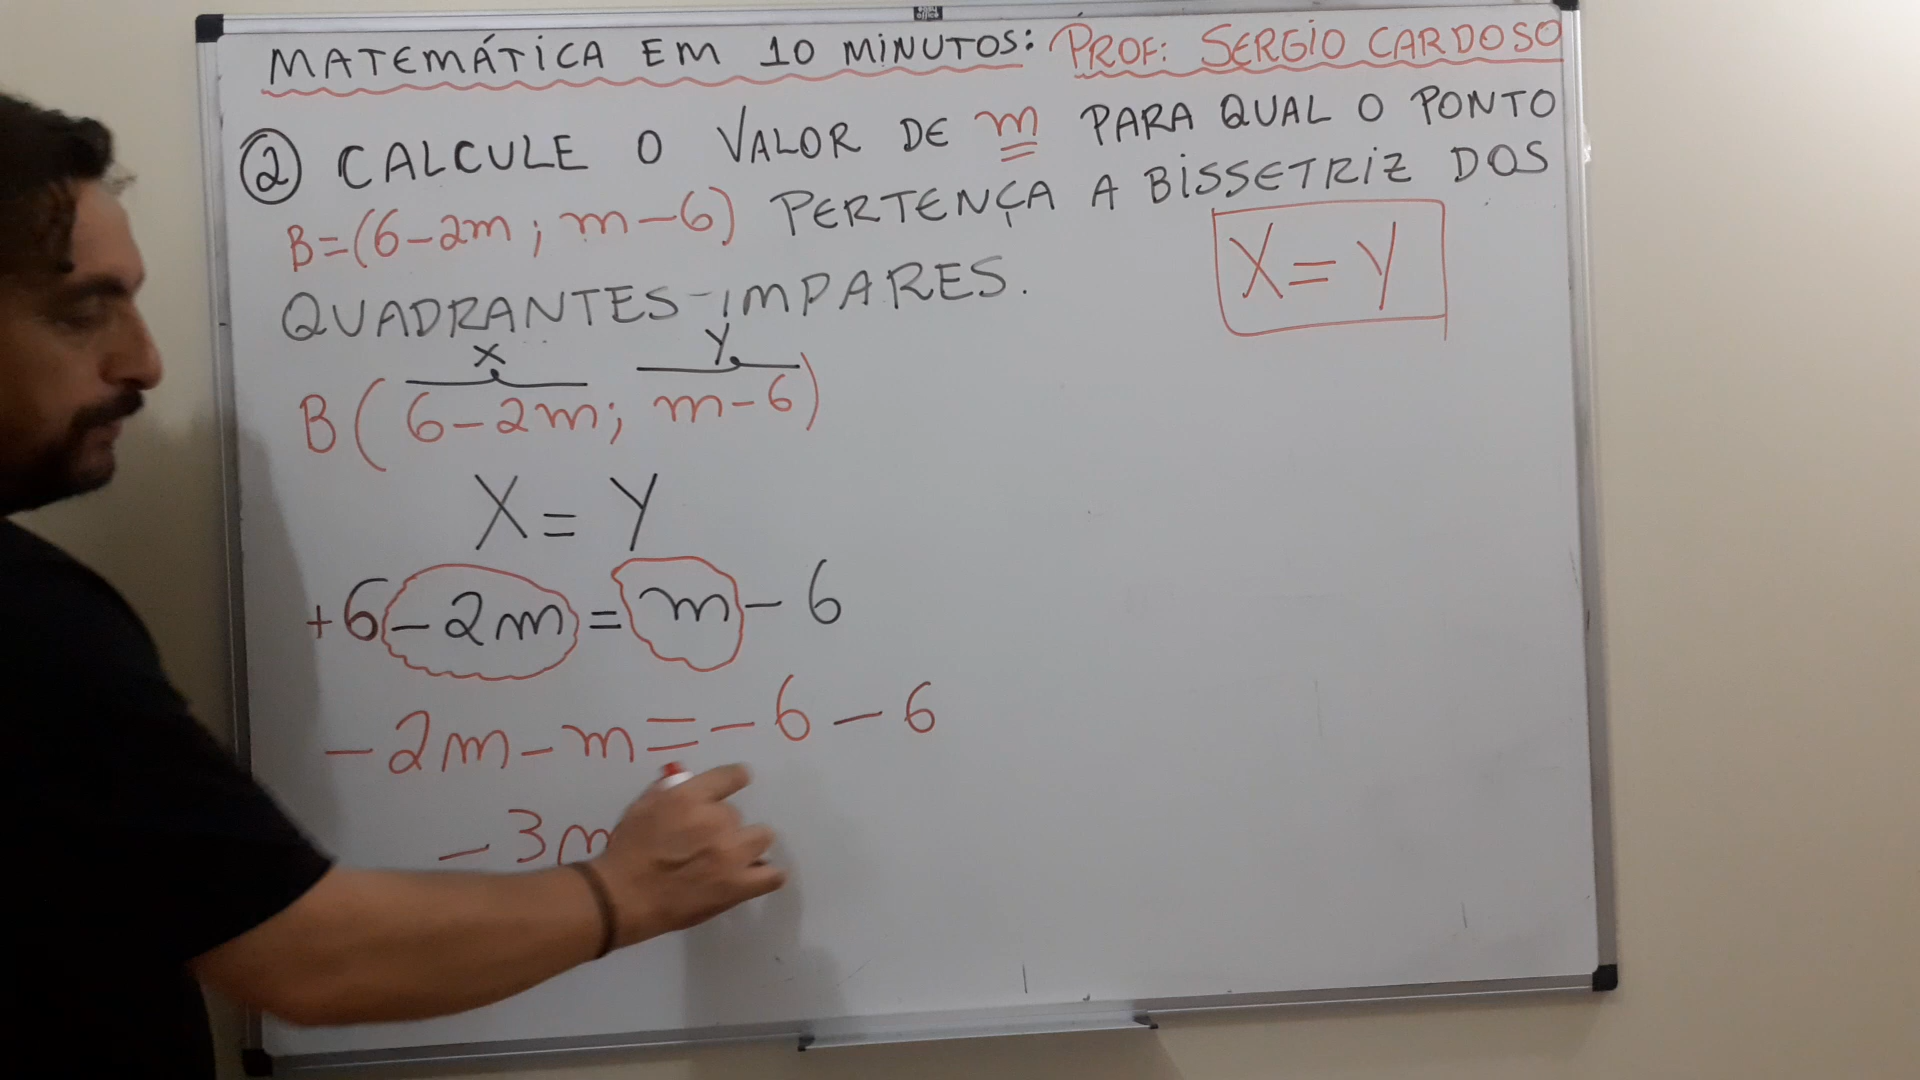 MATEMÁTICA EM 10 MINUTOS: PROF: SERGIO CARDOSO
② CALCULE O VALOR DE m PARA QUAL O PONTO
B=(6-2m; m-6) PERTENÇA A BISSETRIZ DOS
QUADRANTES IMPARES.
X=Y
x y
B(6-2m; m-6)
X=Y
+6-2m=m-6
-2m-m=-6-6
-3m